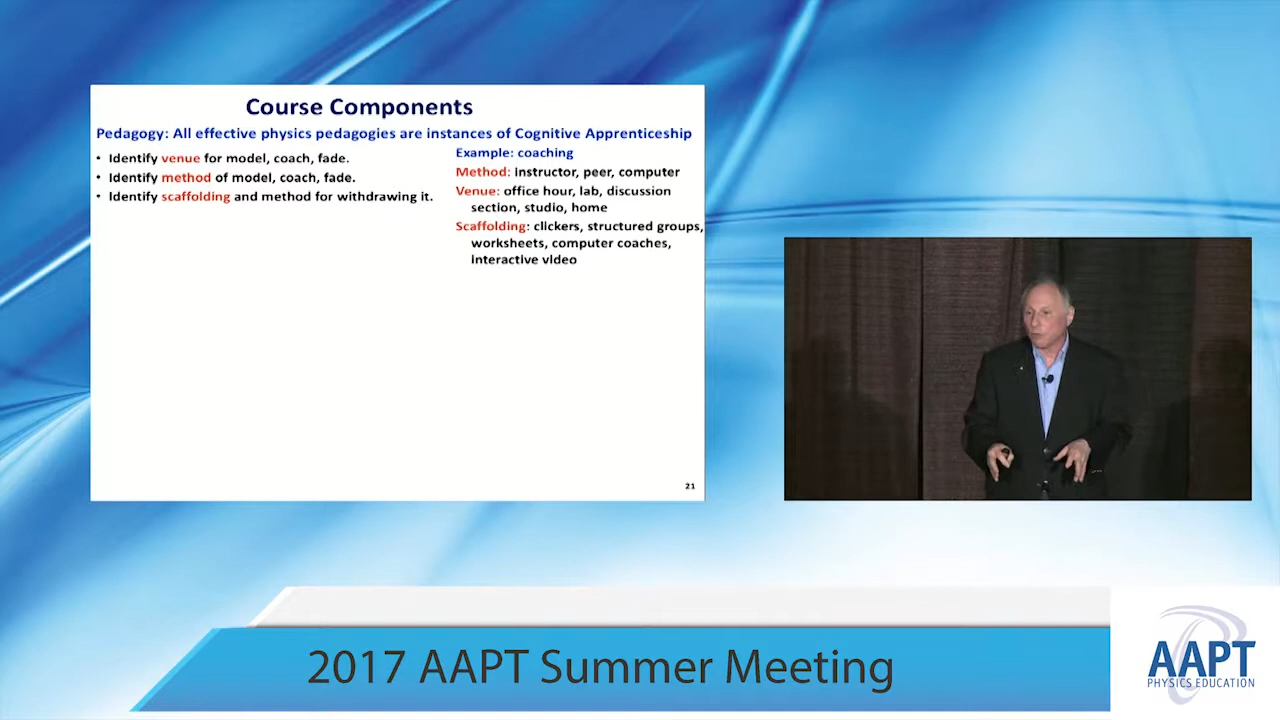 Course Components
Pedagogy: All effective physics pedagogies are instances of Cognitive Apprenticeship
• Identify venue for model, coach, fade.
• Identify method of model, coach, fade.
• Identify scaffolding and method for withdrawing it.
Example: coaching
Method: instructor, peer, computer
Venue: office hour, lab, discussion
section, studio, home
Scaffolding: clickers, structured groups,
worksheets, computer coaches,
interactive video
21
2017 AAPT Summer Meeting
AAPT
PHYSICS EDUCATION